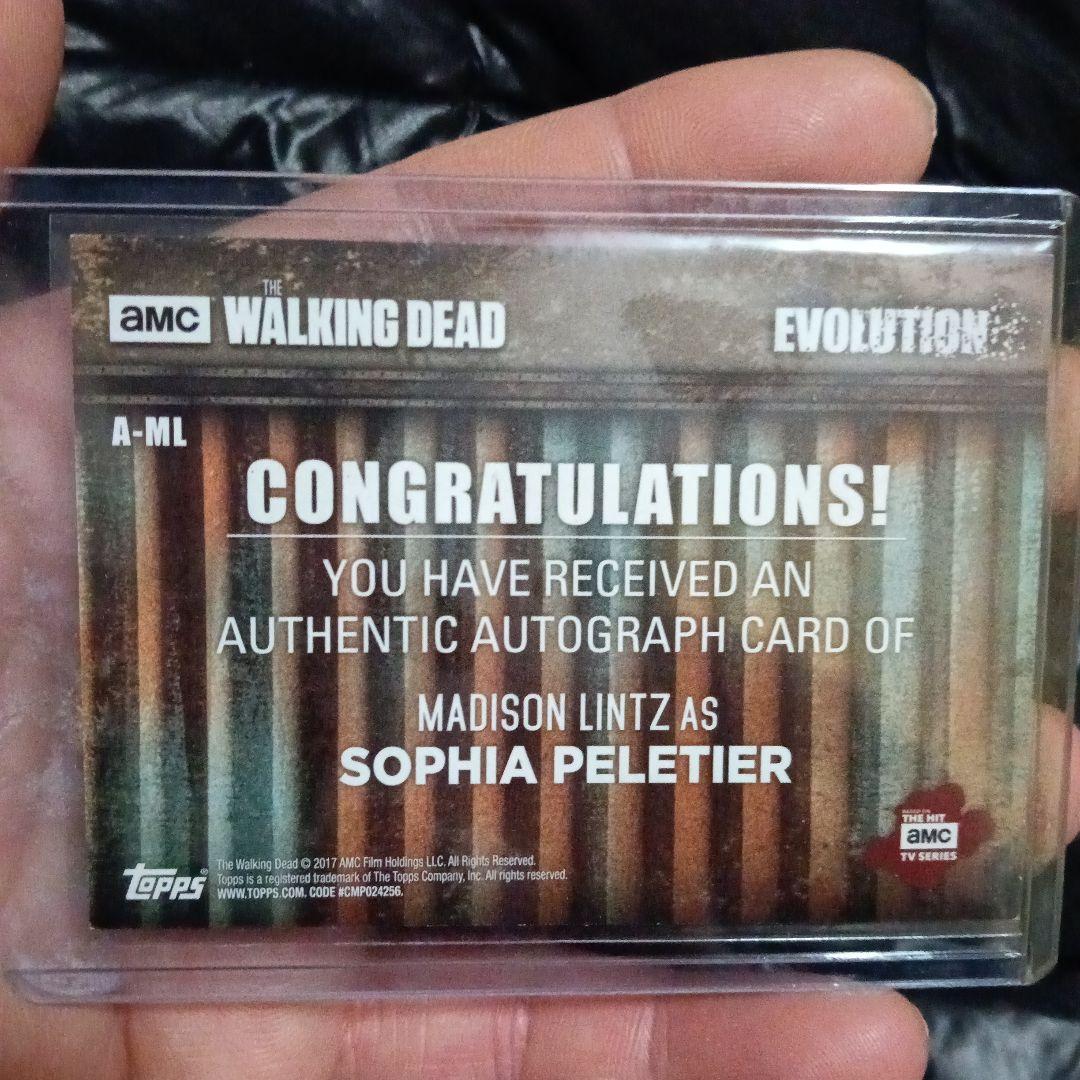 aMC THE WALKING DEAD EVOLUTION
A-ML
CONGRATULATIONS!
YOU HAVE RECEIVED AN
AUTHENTIC AUTOGRAPH CARD OF
MADISON LINTZ AS
SOPHIA PELETIER
BASED ON
THE HIT
aMC
TV SERIES
topps®
The Walking Dead © 2017 AMC Film Holdings LLC. All Rights Reserved.
Topps is a registered trademark of The Topps Company, Inc. All rights reserved.
WWW.TOPPS.COM. CODE #CMP024256.